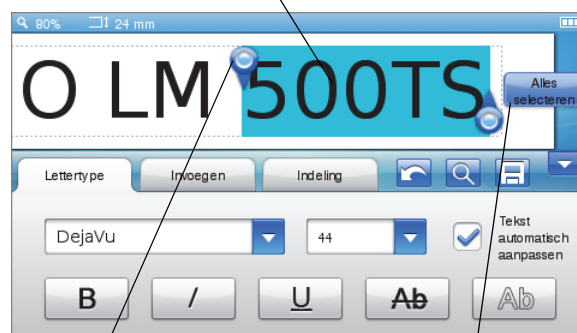 80% 24 mm
O LM 500TS
Alles
selecteren
Lettertype Invoegen Indeling
DejaVu 44 Tekst
automatisch
aanpassen
B I U Ab Ab